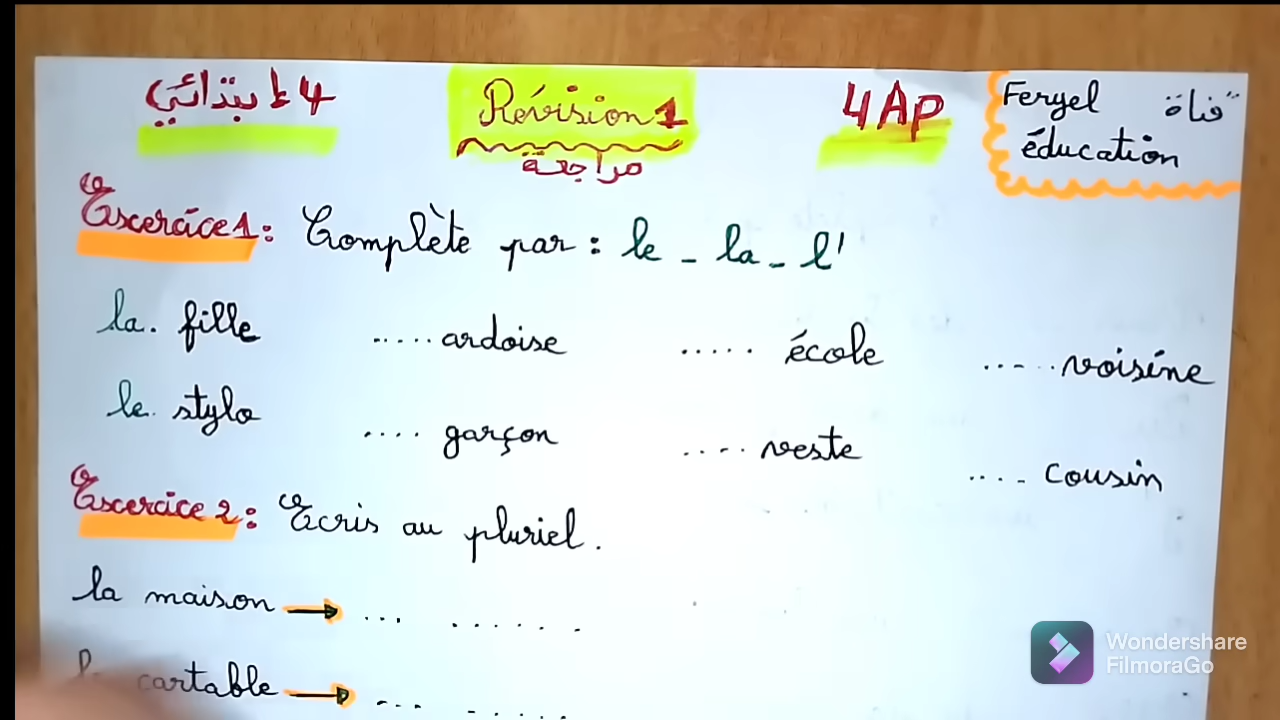 4 إبتدائي Révision 1 4AP Feryel قناة
éducation
مراجعة
Exercice 1: Complète par : le - la - l'
la. fille ..... ardoise ..... école ..... voisine
le. stylo .... garçon .... veste .... cousin
Exercice 2: Ecris au pluriel.
la maison → ... ......
cartable → ... .....
Wondershare
FilmoraGo